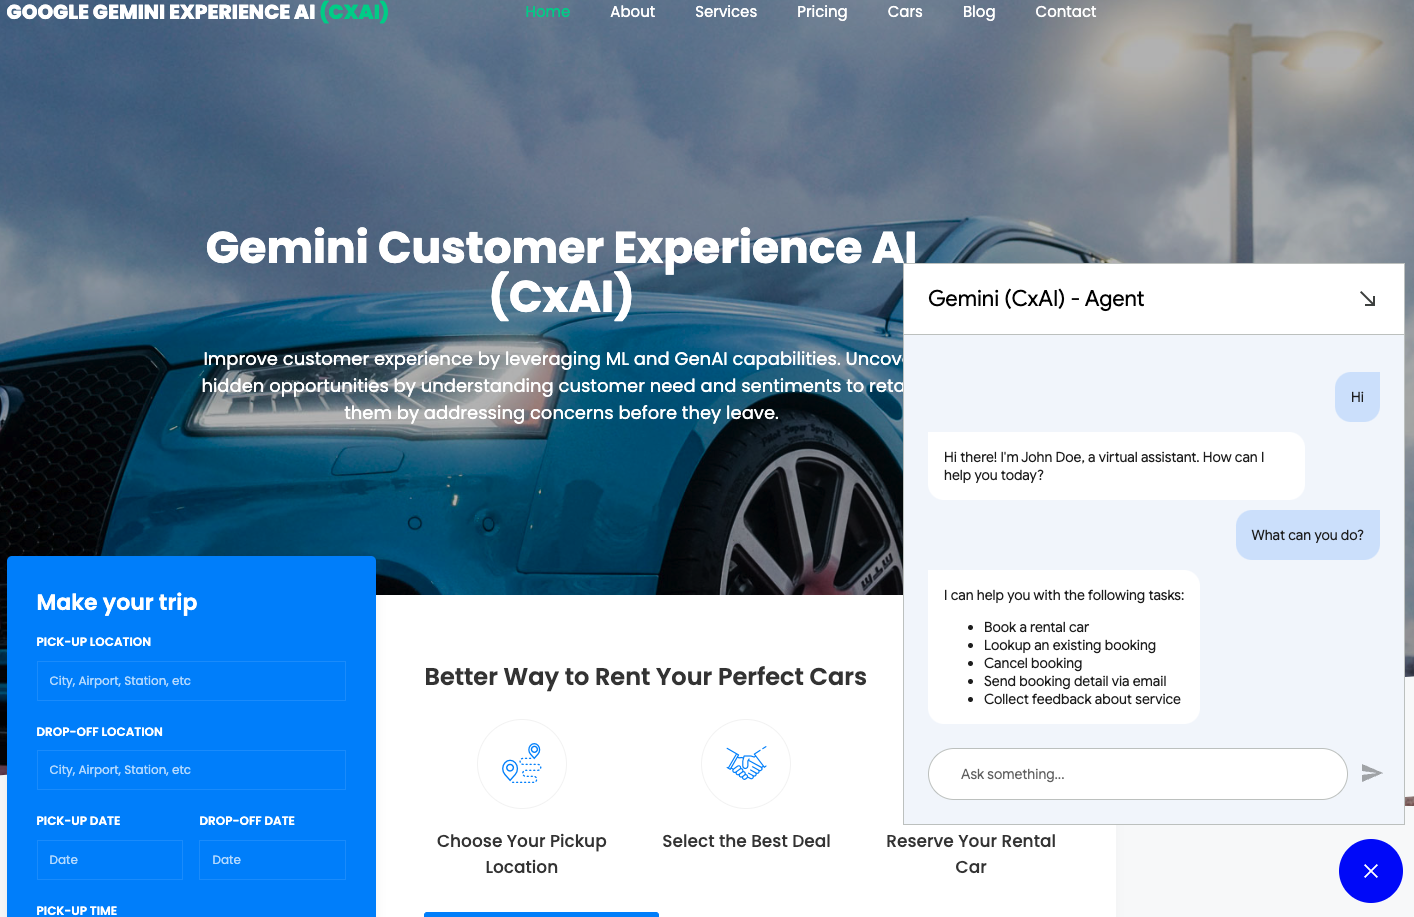 GOOGLE GEMINI EXPERIENCE AI (CXAI)
Home About Services Pricing Cars Blog Contact
Gemini Customer Experience AI
(CxAI)
Improve customer experience by leveraging ML and GenAI capabilities. Uncov
hidden opportunities by understanding customer need and sentiments to reta
them by addressing concerns before they leave.
Make your trip
PICK-UP LOCATION
City, Airport, Station, etc
DROP-OFF LOCATION
City, Airport, Station, etc
PICK-UP DATE DROP-OFF DATE
Date Date
PICK-UP TIME
Better Way to Rent Your Perfect Cars
Choose Your Pickup
Location
Select the Best Deal
Reserve Your Rental
Car
Gemini (CxAI) - Agent
Hi
Hi there! I'm John Doe, a virtual assistant. How can I
help you today?
What can you do?
I can help you with the following tasks:
Book a rental car
Lookup an existing booking
Cancel booking
Send booking detail via email
Collect feedback about service
Ask something...